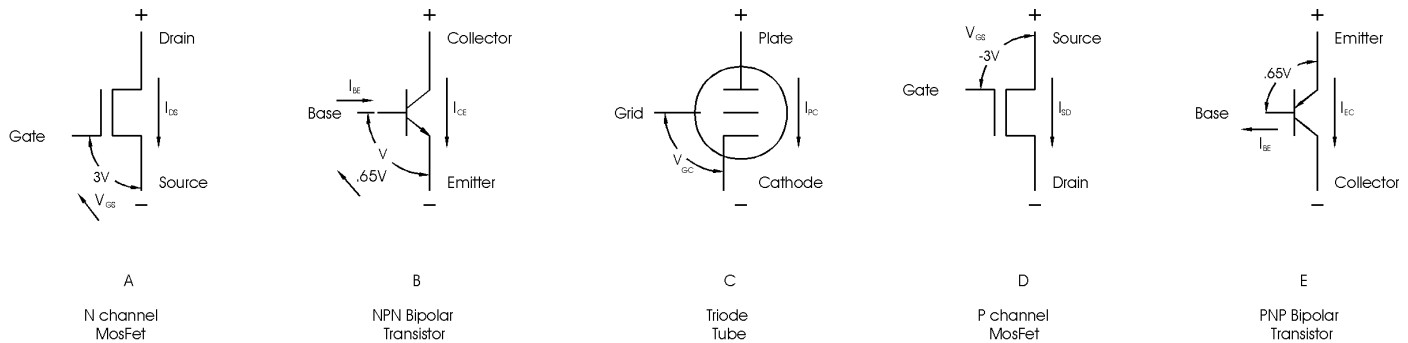 +
Drain
I_DS
Gate
3V
V_GS
Source
−
A
N channel
MosFet
+
Collector
I_BE
Base
I_CE
V
.65V
Emitter
−
B
NPN Bipolar
Transistor
+
Plate
Grid
I_PC
V_GC
Cathode
−
C
Triode
Tube
+
V_GS
-3V
Source
Gate
I_SD
Drain
−
D
P channel
MosFet
+
Emitter
.65V
Base
I_EC
I_BE
Collector
−
E
PNP Bipolar
Transistor